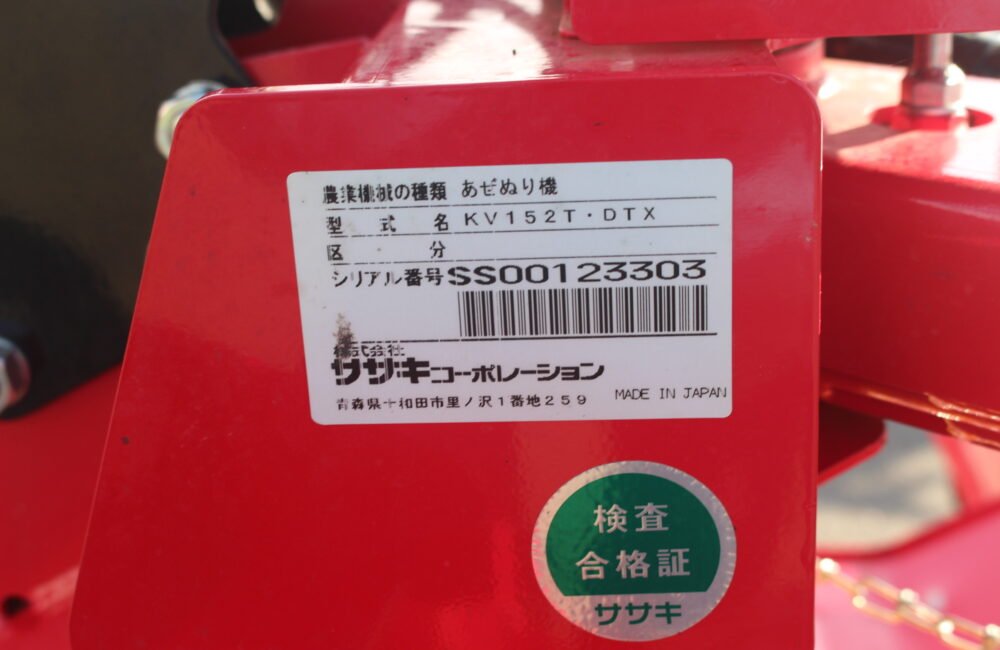 農業機械の種類 あぜぬり機
型式名 KV152T・DTX
区分
シリアル番号 SS00123303
株式会社
ササキコーポレーション
青森県十和田市里ノ沢1番地259 MADE IN JAPAN
検査
合格証
ササキ